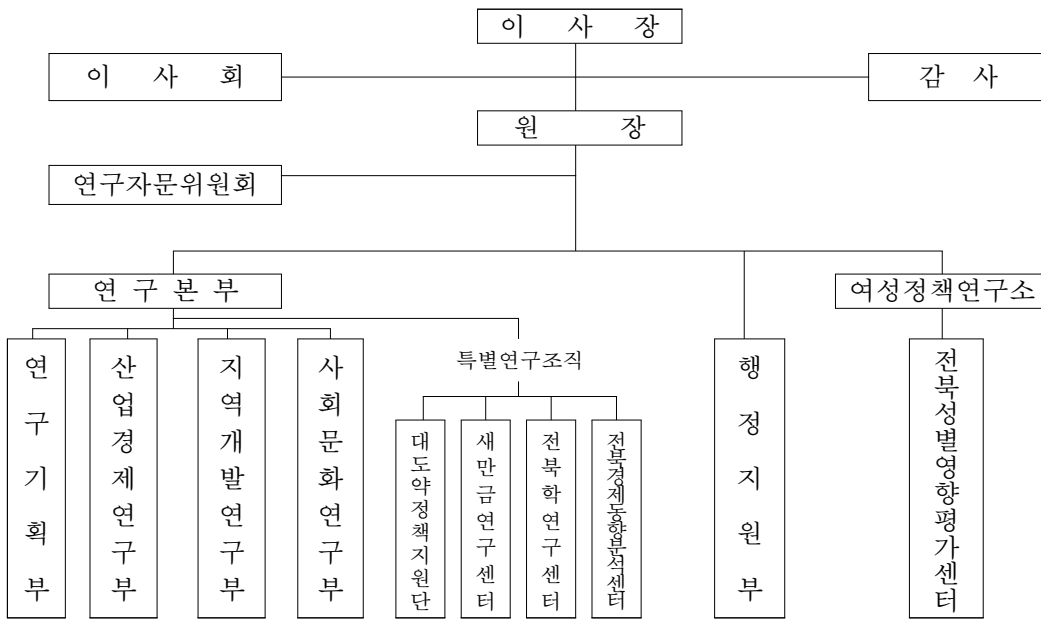 이 사 장
이 사 회
감 사
원 장
연구자문위원회
연 구 본 부
여성정책연구소
연구기획부
산업경제연구부
지역개발연구부
사회문화연구부
특별연구조직
대도약정책지원단
새만금연구센터
전북학연구센터
전북경제동향분석센터
행정지원부
전북성별영향평가센터